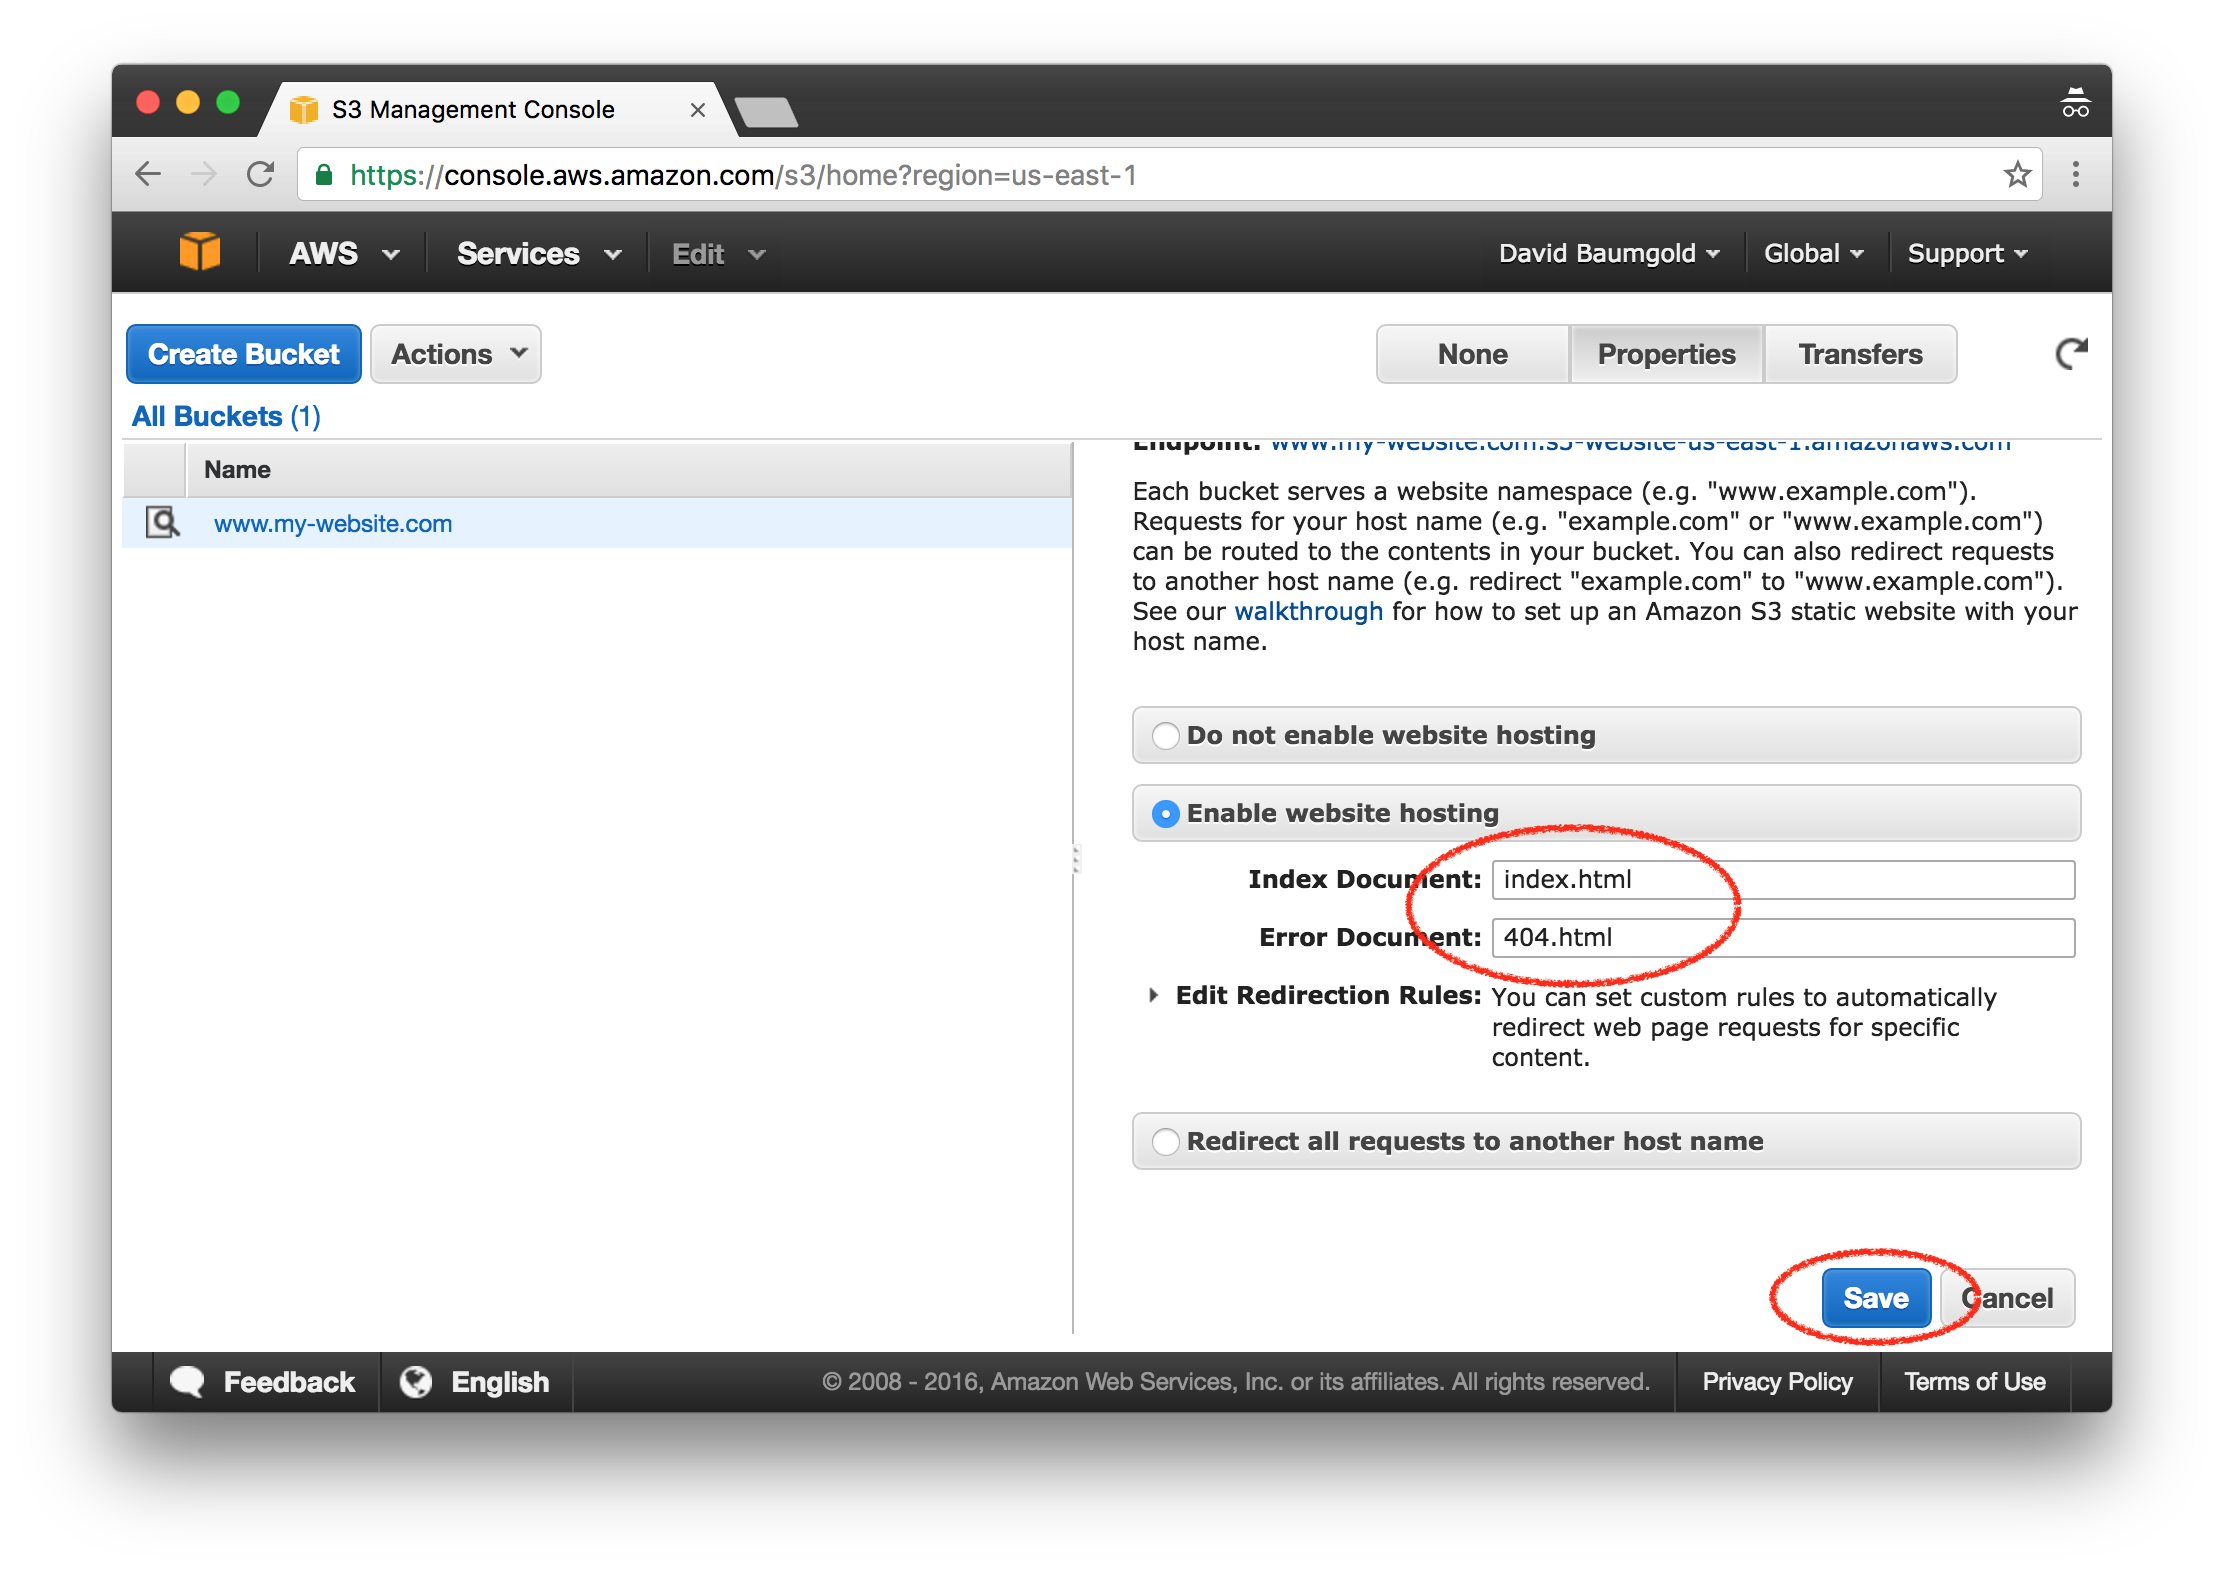 S3 Management Console
https://console.aws.amazon.com/s3/home?region=us-east-1
AWS Services Edit David Baumgold Global Support
Create Bucket Actions None Properties Transfers
All Buckets (1)
Name
www.my-website.com
Endpoint: www.my-website.com.s3-website-us-east-1.amazonaws.com
Each bucket serves a website namespace (e.g. "www.example.com").
Requests for your host name (e.g. "example.com" or "www.example.com")
can be routed to the contents in your bucket. You can also redirect requests
to another host name (e.g. redirect "example.com" to "www.example.com").
See our walkthrough for how to set up an Amazon S3 static website with your
host name.
Do not enable website hosting
Enable website hosting
Index Document: index.html
Error Document: 404.html
Edit Redirection Rules: You can set custom rules to automatically
redirect web page requests for specific
content.
Redirect all requests to another host name
Save Cancel
Feedback English © 2008 - 2016, Amazon Web Services, Inc. or its affiliates. All rights reserved. Privacy Policy Terms of Use